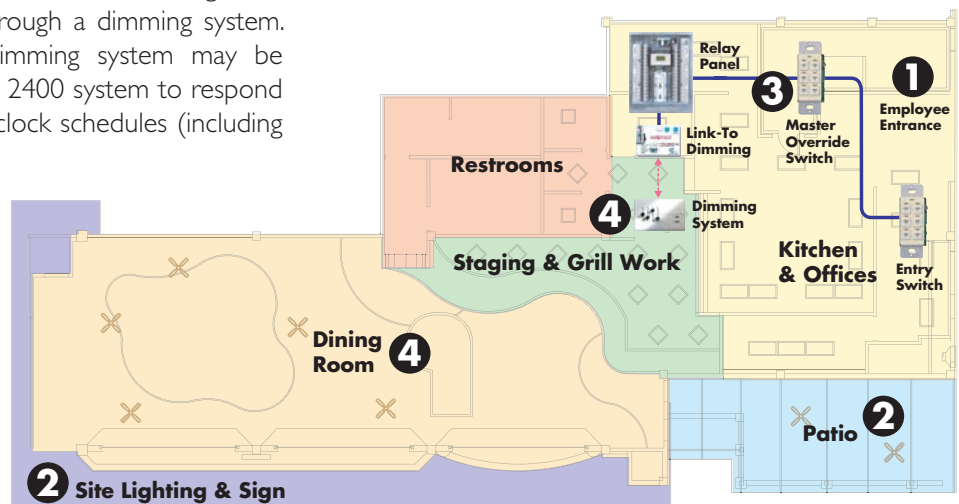 rough a dimming system.
imming system may be
2400 system to respond
clock schedules (including
Relay
Panel
3
1
Employee
Entrance
Master
Override
Switch
Link-To
Dimming
Restrooms
4
Dimming
System
Staging & Grill Work
Kitchen
& Offices
Entry
Switch
Dining
Room
4
Patio
2
2 Site Lighting & Sign